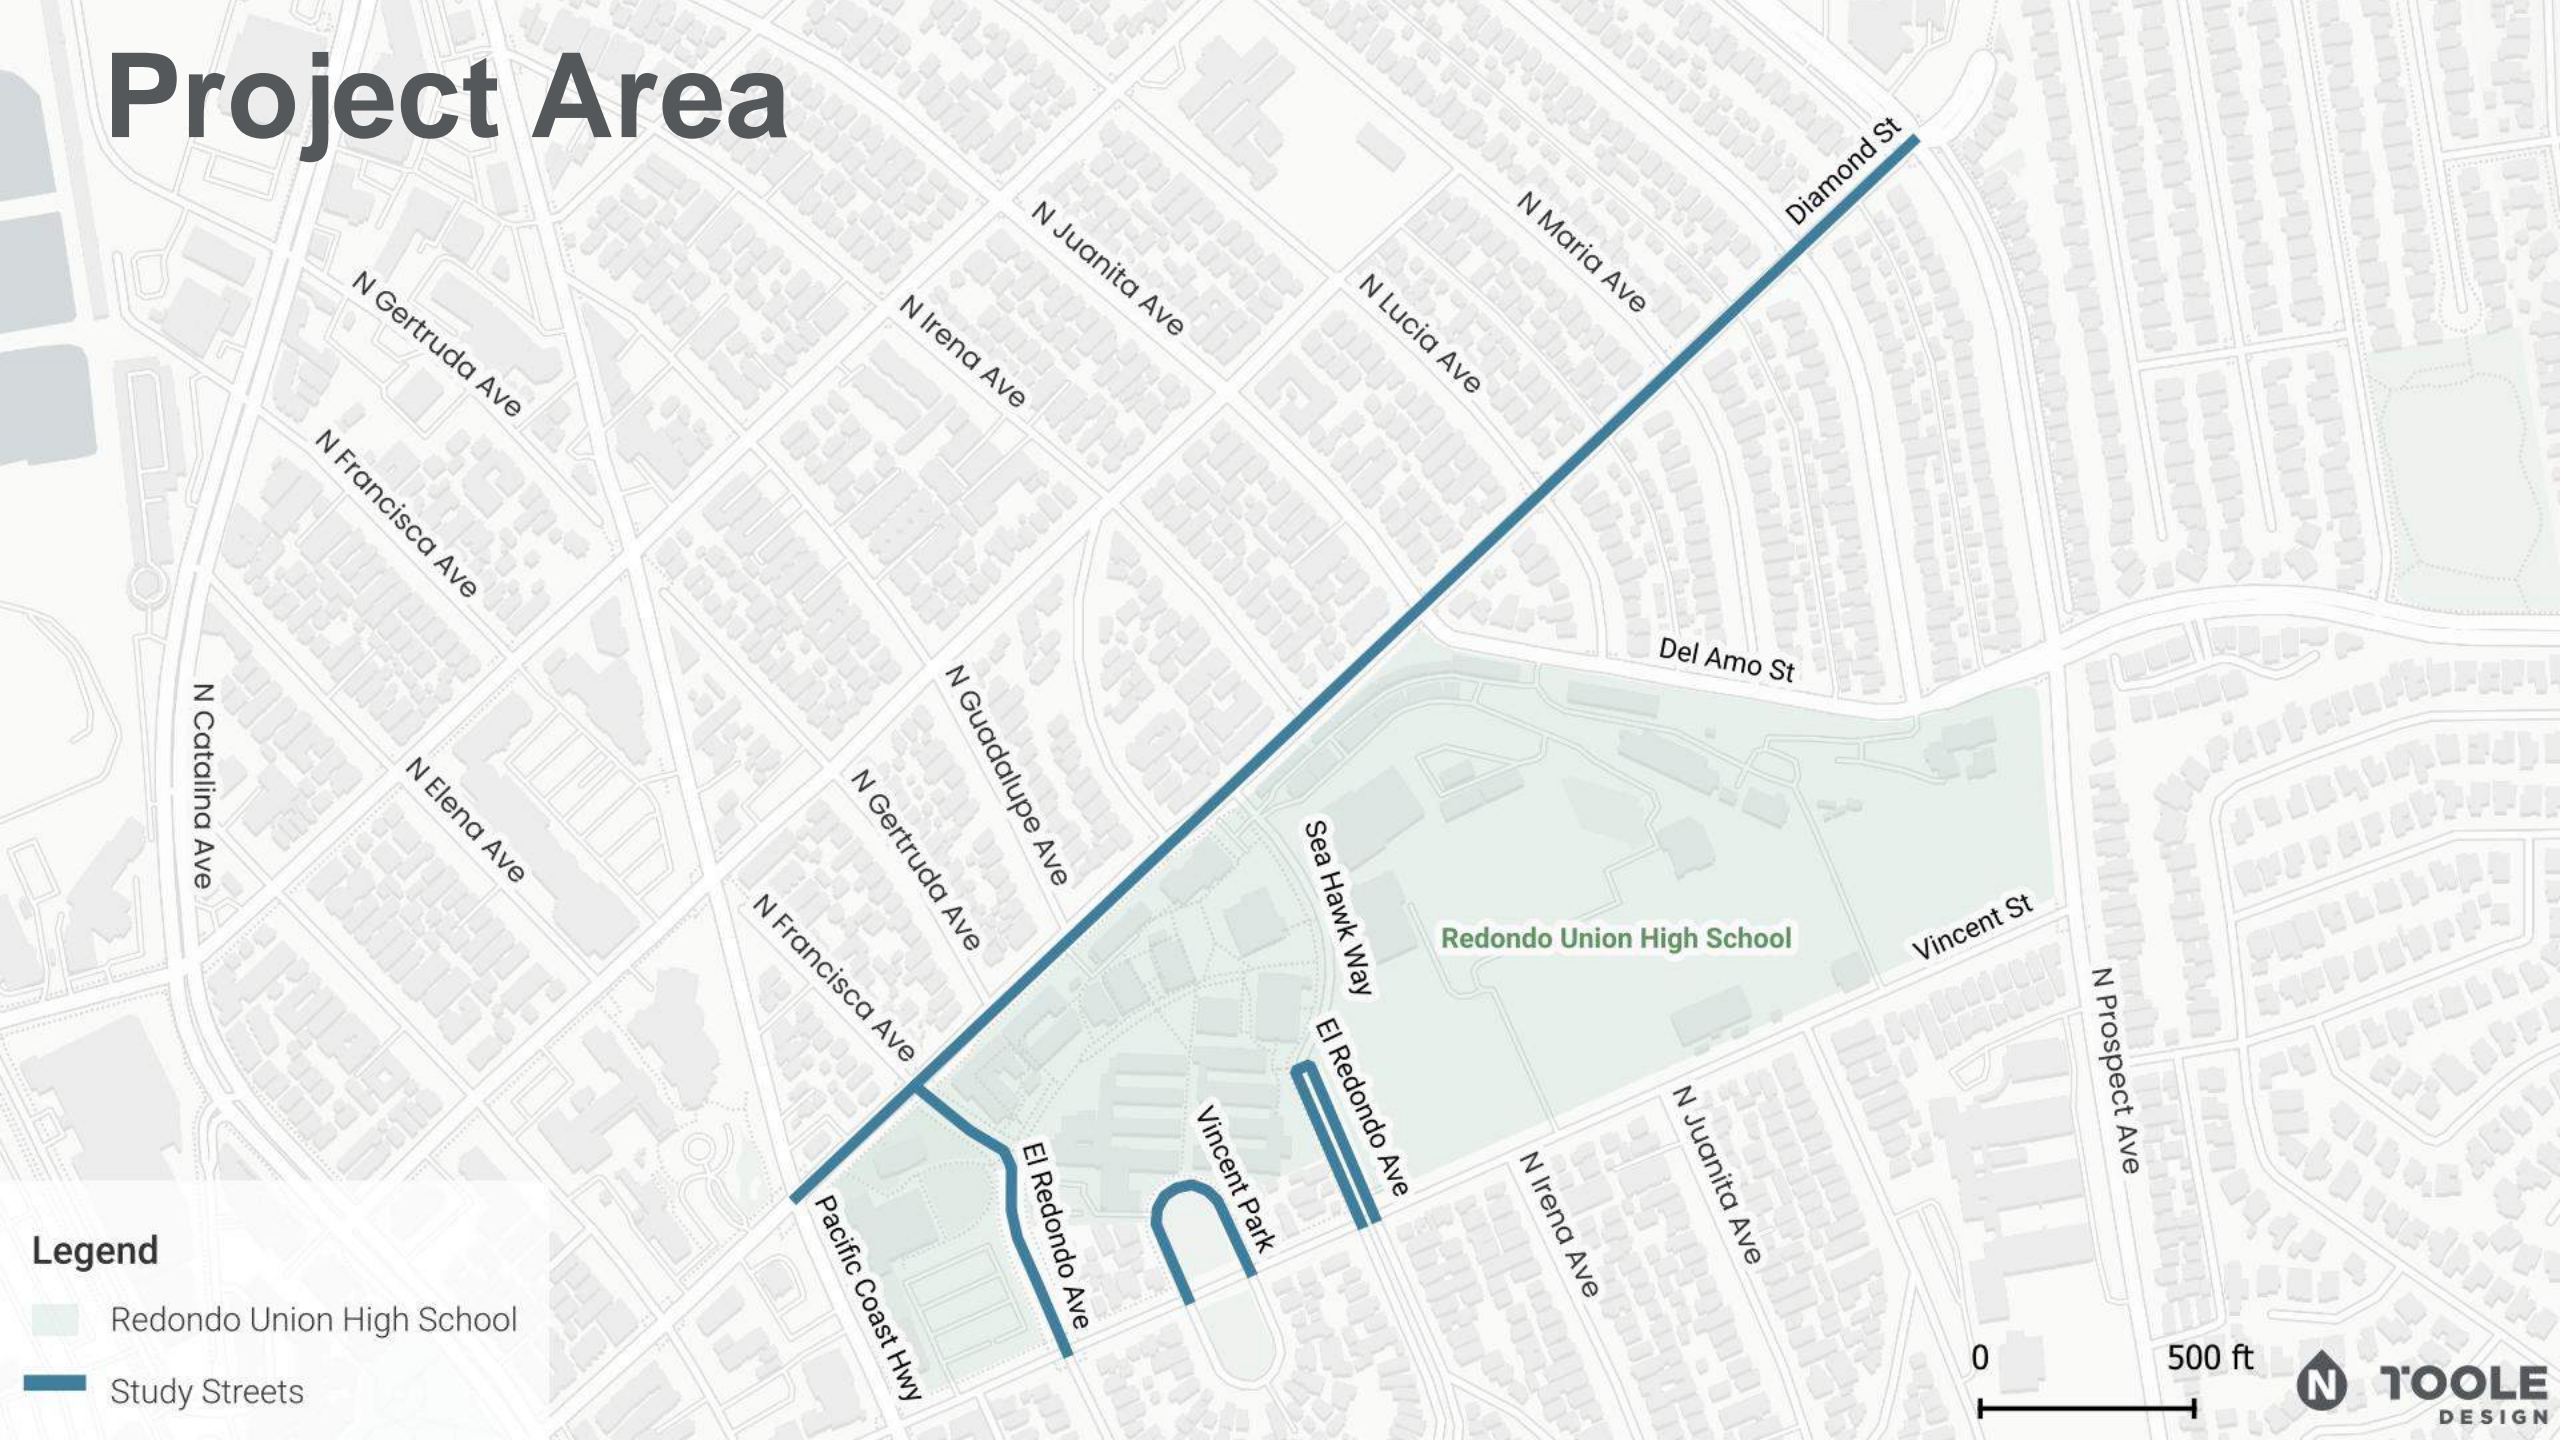 Project Area
Diamond St
N Maria Ave
N Juanita Ave
N Lucia Ave
N Irena Ave
N Gertruda Ave
N Francisca Ave
Del Amo St
N Guadalupe Ave
N Catalina Ave
N Elena Ave
N Gertruda Ave
Sea Hawk Way
N Francisca Ave
Redondo Union High School
Vincent St
N Prospect Ave
El Redondo Ave
N Juanita Ave
Vincent Park
El Redondo Ave
N Irena Ave
Pacific Coast Hwy
Legend
Redondo Union High School
Study Streets
0 500 ft
N
TOOLE
DESIGN